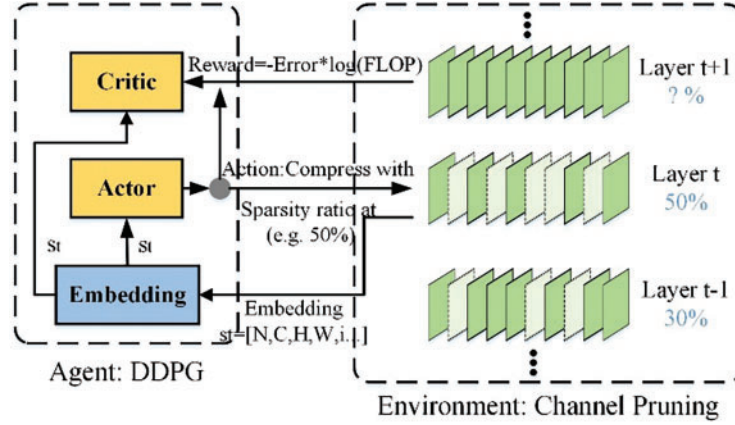 Critic
Reward=-Error*log(FLOP)
Layer t+1
? %
Actor
Action:Compress with
Sparsity ratio at
(e.g. 50%)
Layer t
50%
St
St
Embedding
Embedding
st=[N,C,H,W,i...]
Layer t-1
30%
Agent: DDPG
Environment: Channel Pruning